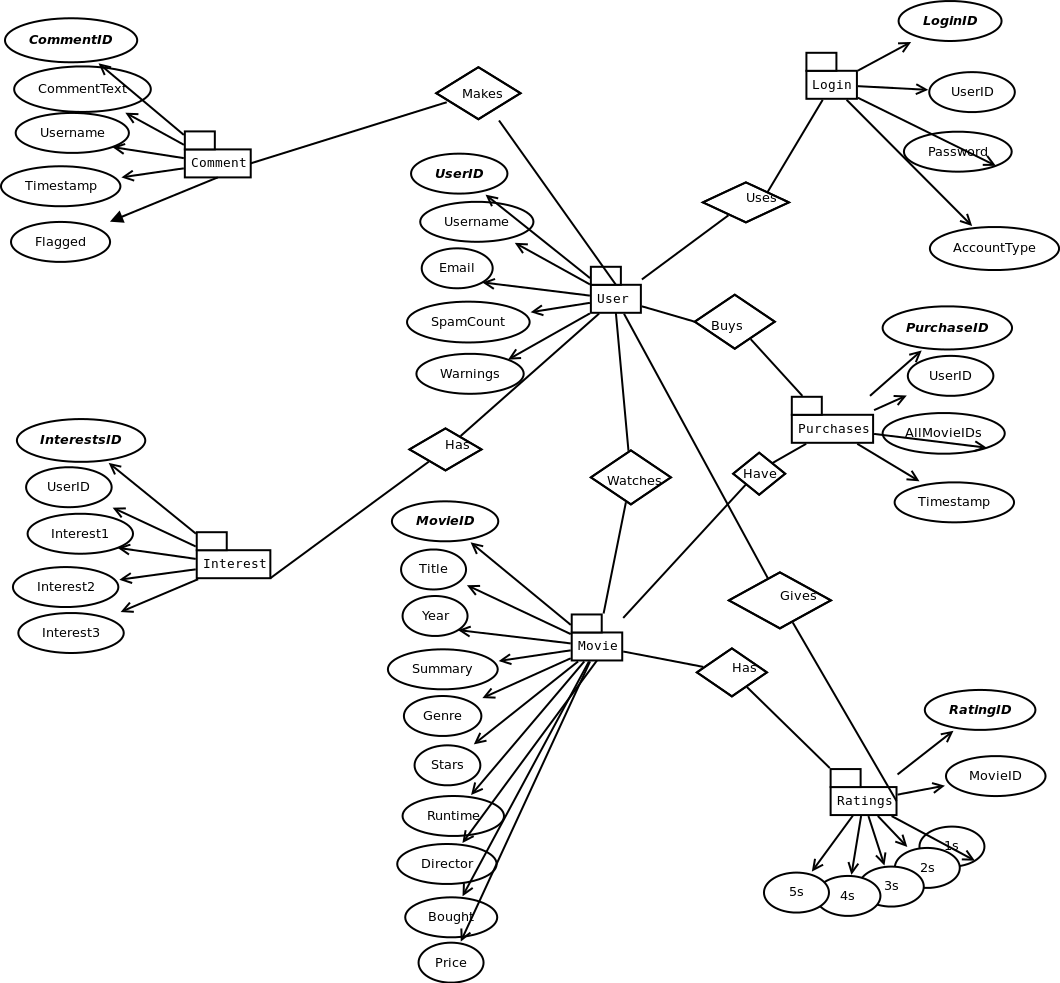 CommentID
CommentText
Username
Timestamp
Flagged
Comment
Makes
LoginID
UserID
Password
AccountType
Login
Uses
UserID
Username
Email
SpamCount
Warnings
User
Buys
PurchaseID
UserID
AllMovieIDs
Timestamp
Purchases
Have
Has
Watches
InterestsID
UserID
Interest1
Interest2
Interest3
Interest
MovieID
Title
Year
Summary
Genre
Stars
Runtime
Director
Bought
Price
Movie
Gives
Has
RatingID
MovieID
Ratings
1s
2s
3s
4s
5s